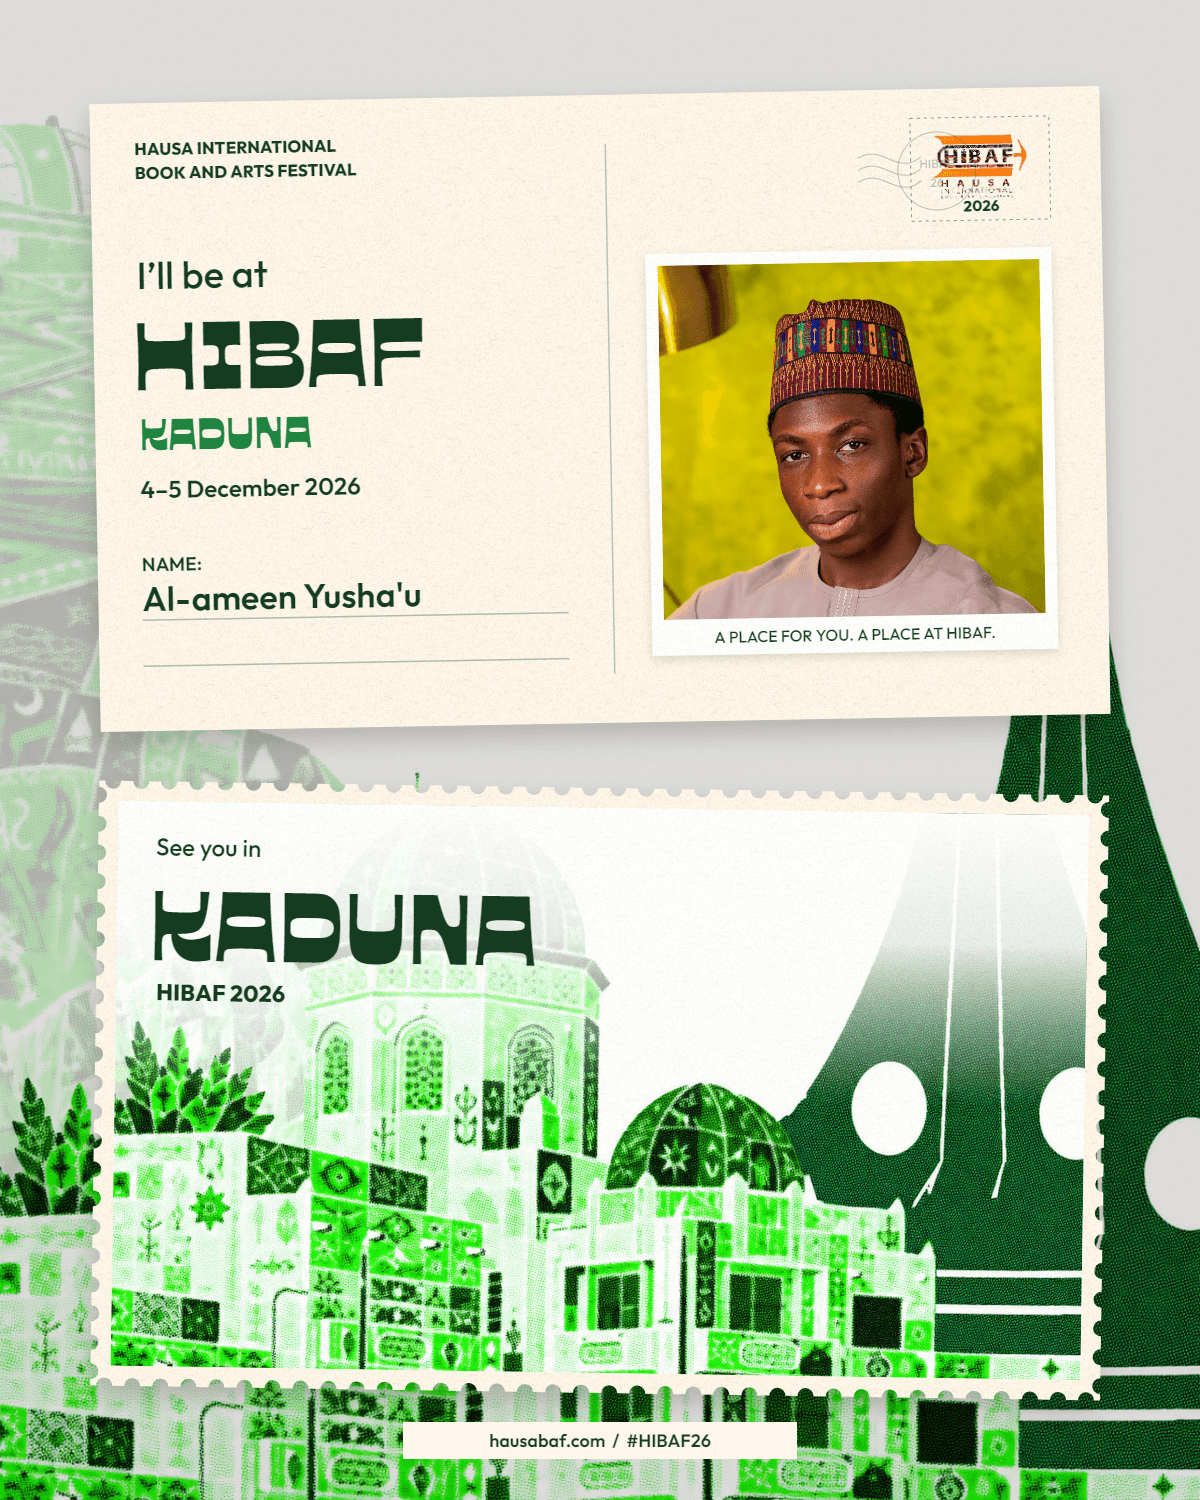 HAUSA INTERNATIONAL
BOOK AND ARTS FESTIVAL
I'll be at
HIBAF
KADUNA
4–5 December 2026
NAME:
Al-ameen Yusha'u
HIBAF
HAUSA
INTERNATIONAL
2026
A PLACE FOR YOU. A PLACE AT HIBAF.
See you in
KADUNA
HIBAF 2026
hausabaf.com / #HIBAF26